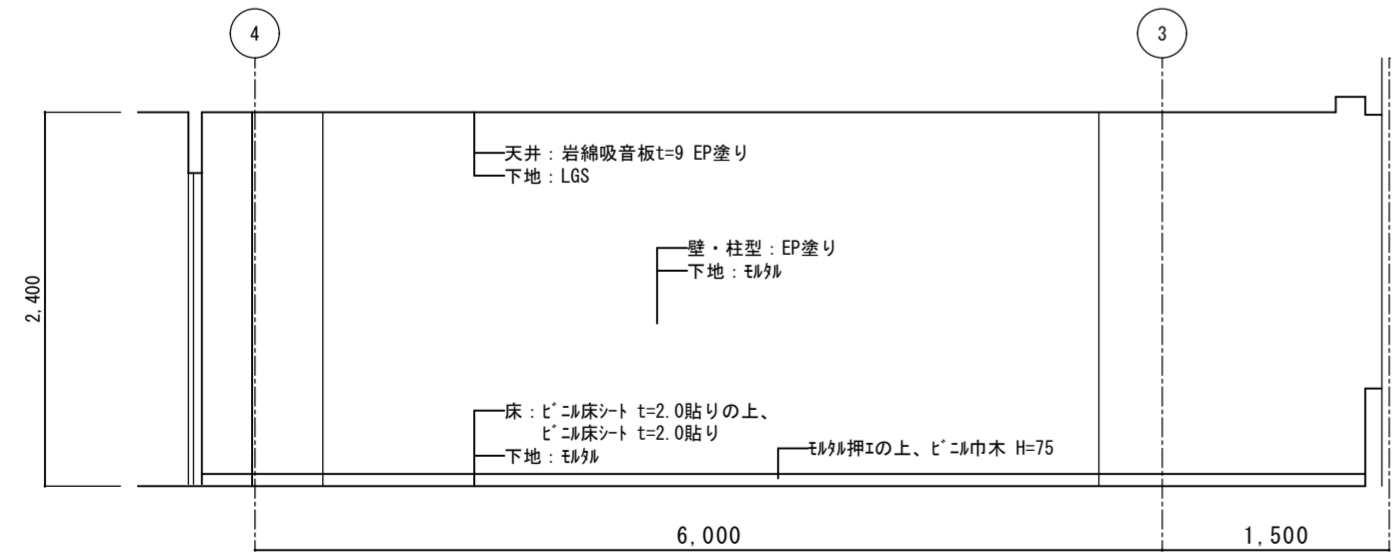 4
3
天井：岩綿吸音板t=9 EP塗り
下地：LGS
壁・柱型：EP塗り
下地：ﾓﾙﾀﾙ
2,400
床：ﾋﾞﾆﾙ床ｼｰﾄ t=2.0貼りの上、
ﾋﾞﾆﾙ床ｼｰﾄ t=2.0貼り
下地：ﾓﾙﾀﾙ
ﾓﾙﾀﾙ押ｴの上、ﾋﾞﾆﾙ巾木 H=75
6,000
1,500